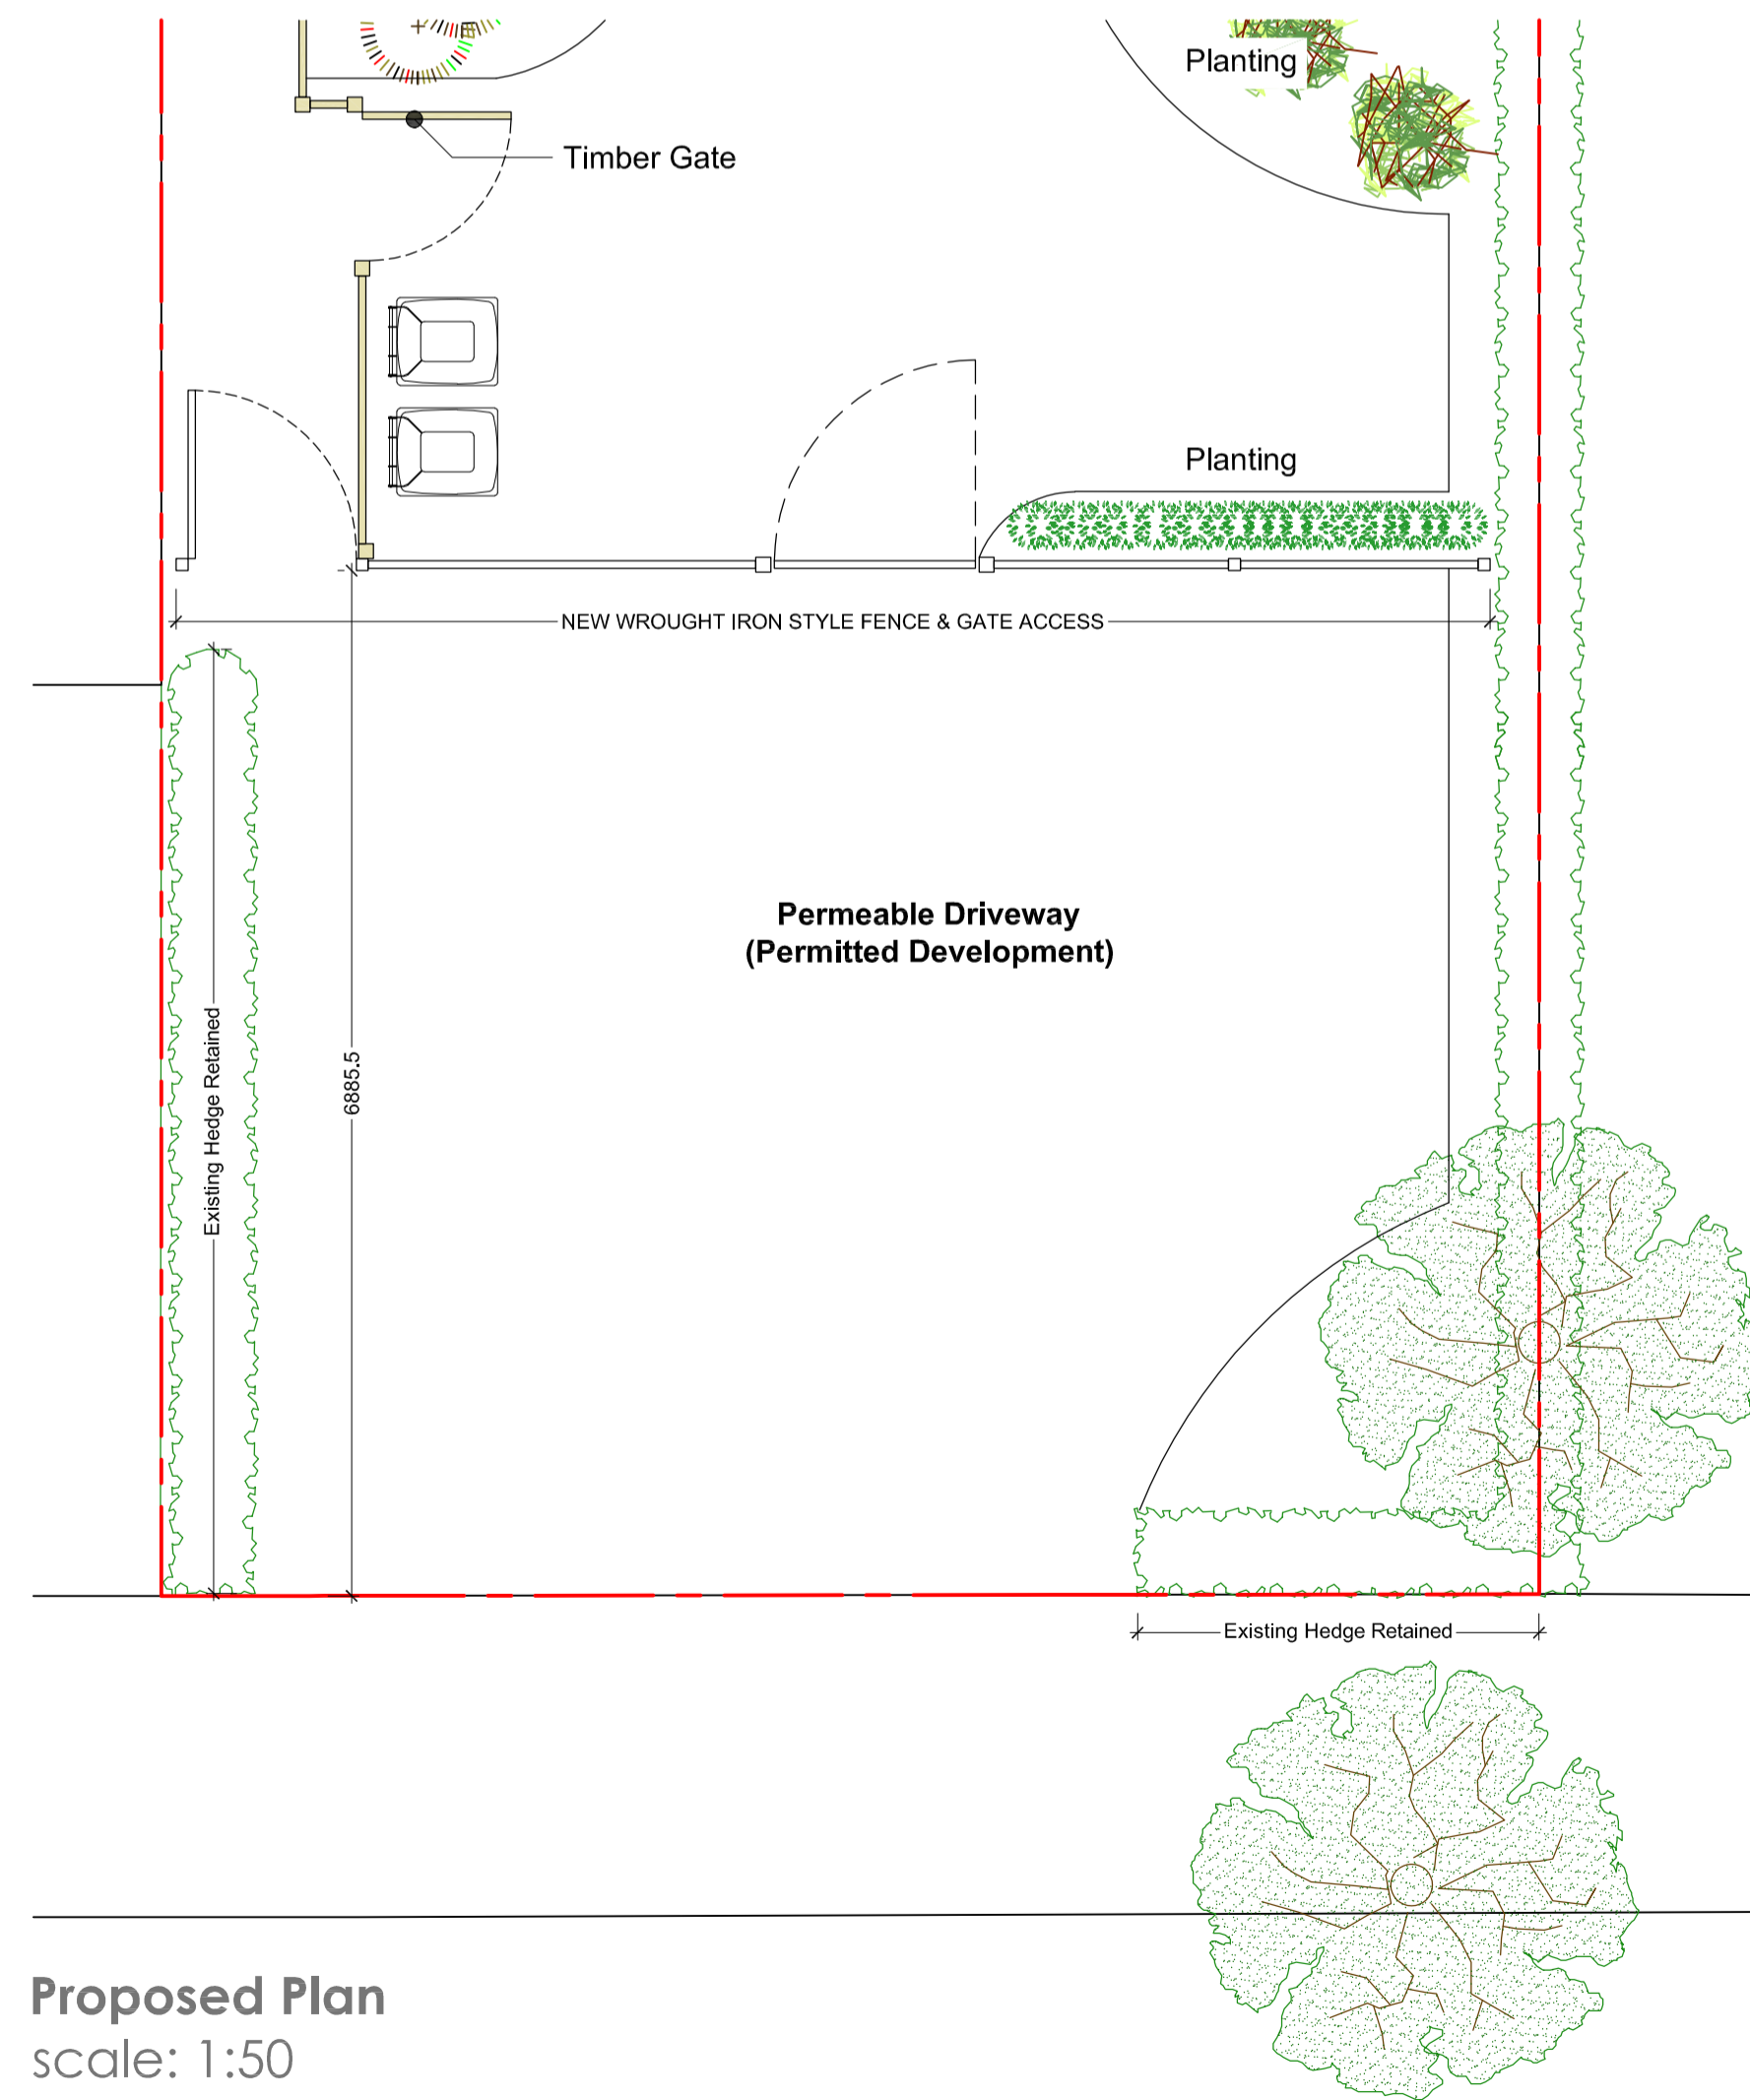 Planting
Timber Gate
Planting
NEW WROUGHT IRON STYLE FENCE & GATE ACCESS
Permeable Driveway
(Permitted Development)
Existing Hedge Retained
6885.5
Existing Hedge Retained
Proposed Plan
scale: 1:50